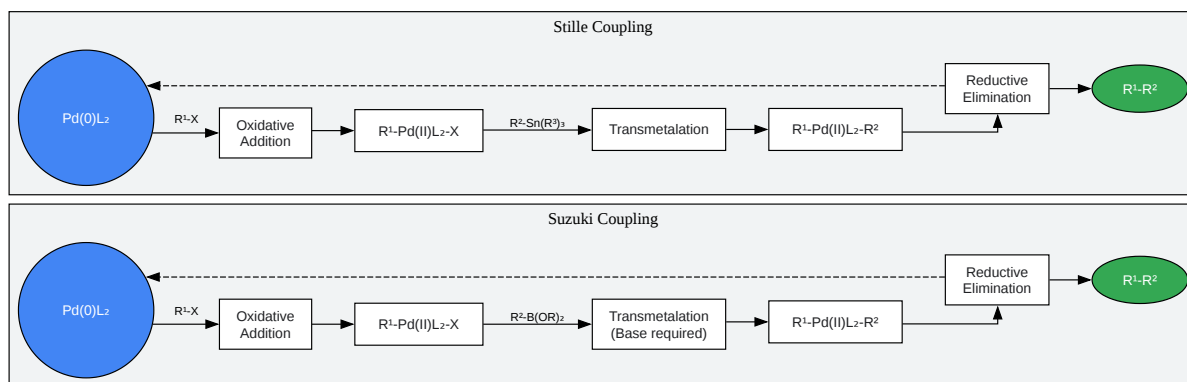 Stille Coupling
Pd(0)L₂
R¹-X
Oxidative
Addition
R¹-Pd(II)L₂-X
R²-Sn(R³)₃
Transmetalation
R¹-Pd(II)L₂-R²
Reductive
Elimination
R¹-R²
Suzuki Coupling
Pd(0)L₂
R¹-X
Oxidative
Addition
R¹-Pd(II)L₂-X
R²-B(OR)₂
Transmetalation
(Base required)
R¹-Pd(II)L₂-R²
Reductive
Elimination
R¹-R²